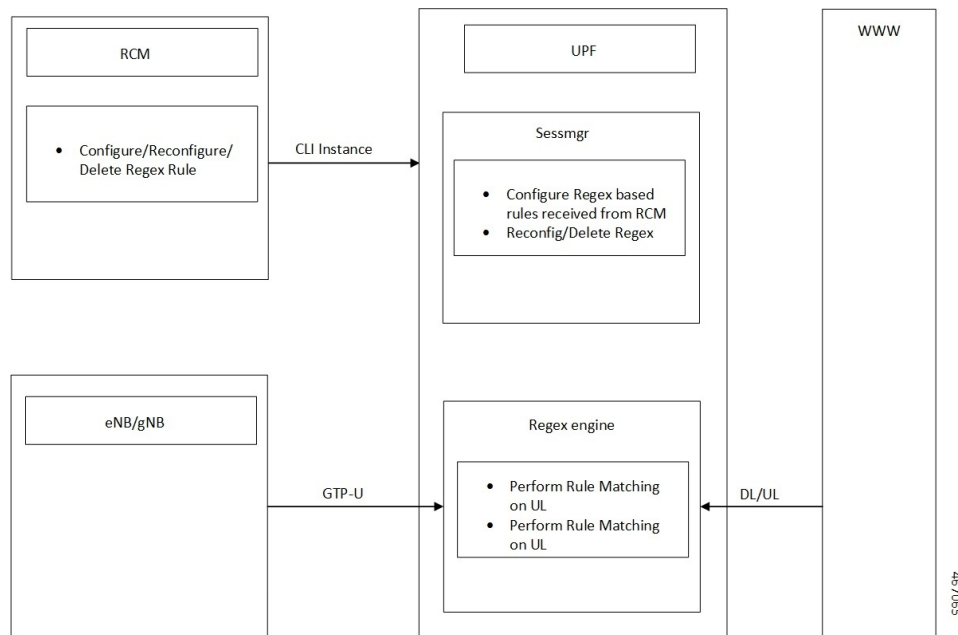 RCM
• Configure/Reconfigure/
Delete Regex Rule
CLI Instance
UPF
Sessmgr
• Configure Regex based
rules received from RCM
• Reconfig/Delete Regex
WWW
eNB/gNB
GTP-U
Regex engine
• Perform Rule Matching
on UL
• Perform Rule Matching
on UL
DL/UL
467065